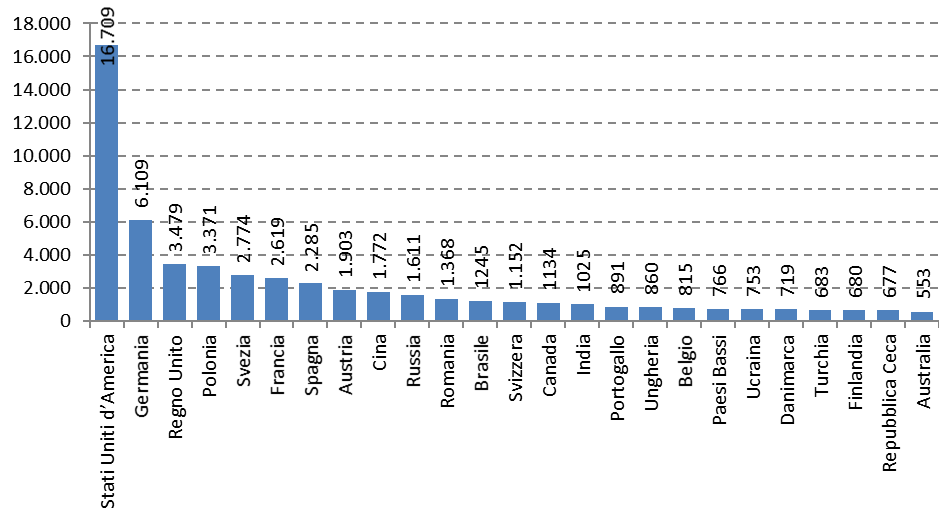 18.000
16.000
14.000
12.000
10.000
8.000
6.000
4.000
2.000
0
16.709
6.109
3.479
3.371
2.774
2.619
2.285
1.903
1.772
1.611
1.368
1245
1.152
1134
1025
891
860
815
766
753
719
683
680
677
553
Stati Uniti d’America
Germania
Regno Unito
Polonia
Svezia
Francia
Spagna
Austria
Cina
Russia
Romania
Brasile
Svizzera
Canada
India
Portogallo
Ungheria
Belgio
Paesi Bassi
Ucraina
Danimarca
Turchia
Finlandia
Repubblica Ceca
Australia